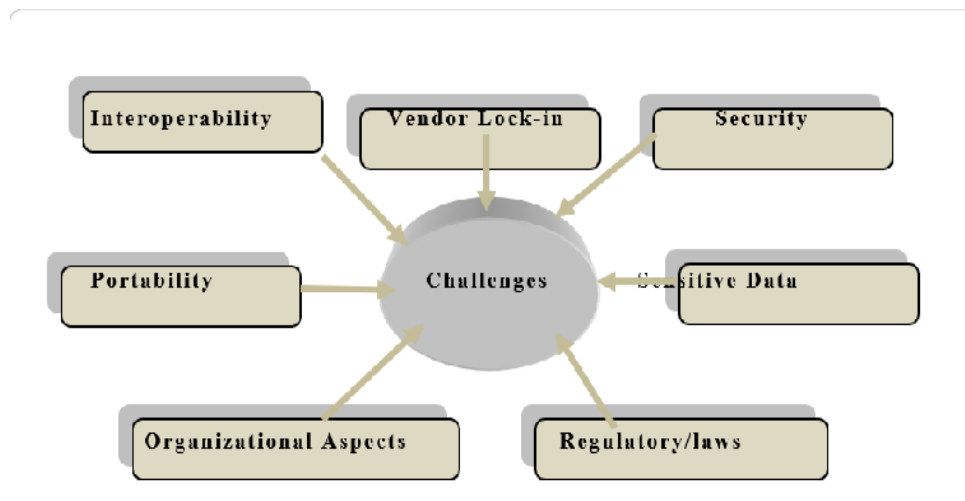 Interoperability
Vendor Lock-in
Security
Portability
Challenges
Sensitive Data
Organizational Aspects
Regulatory/laws